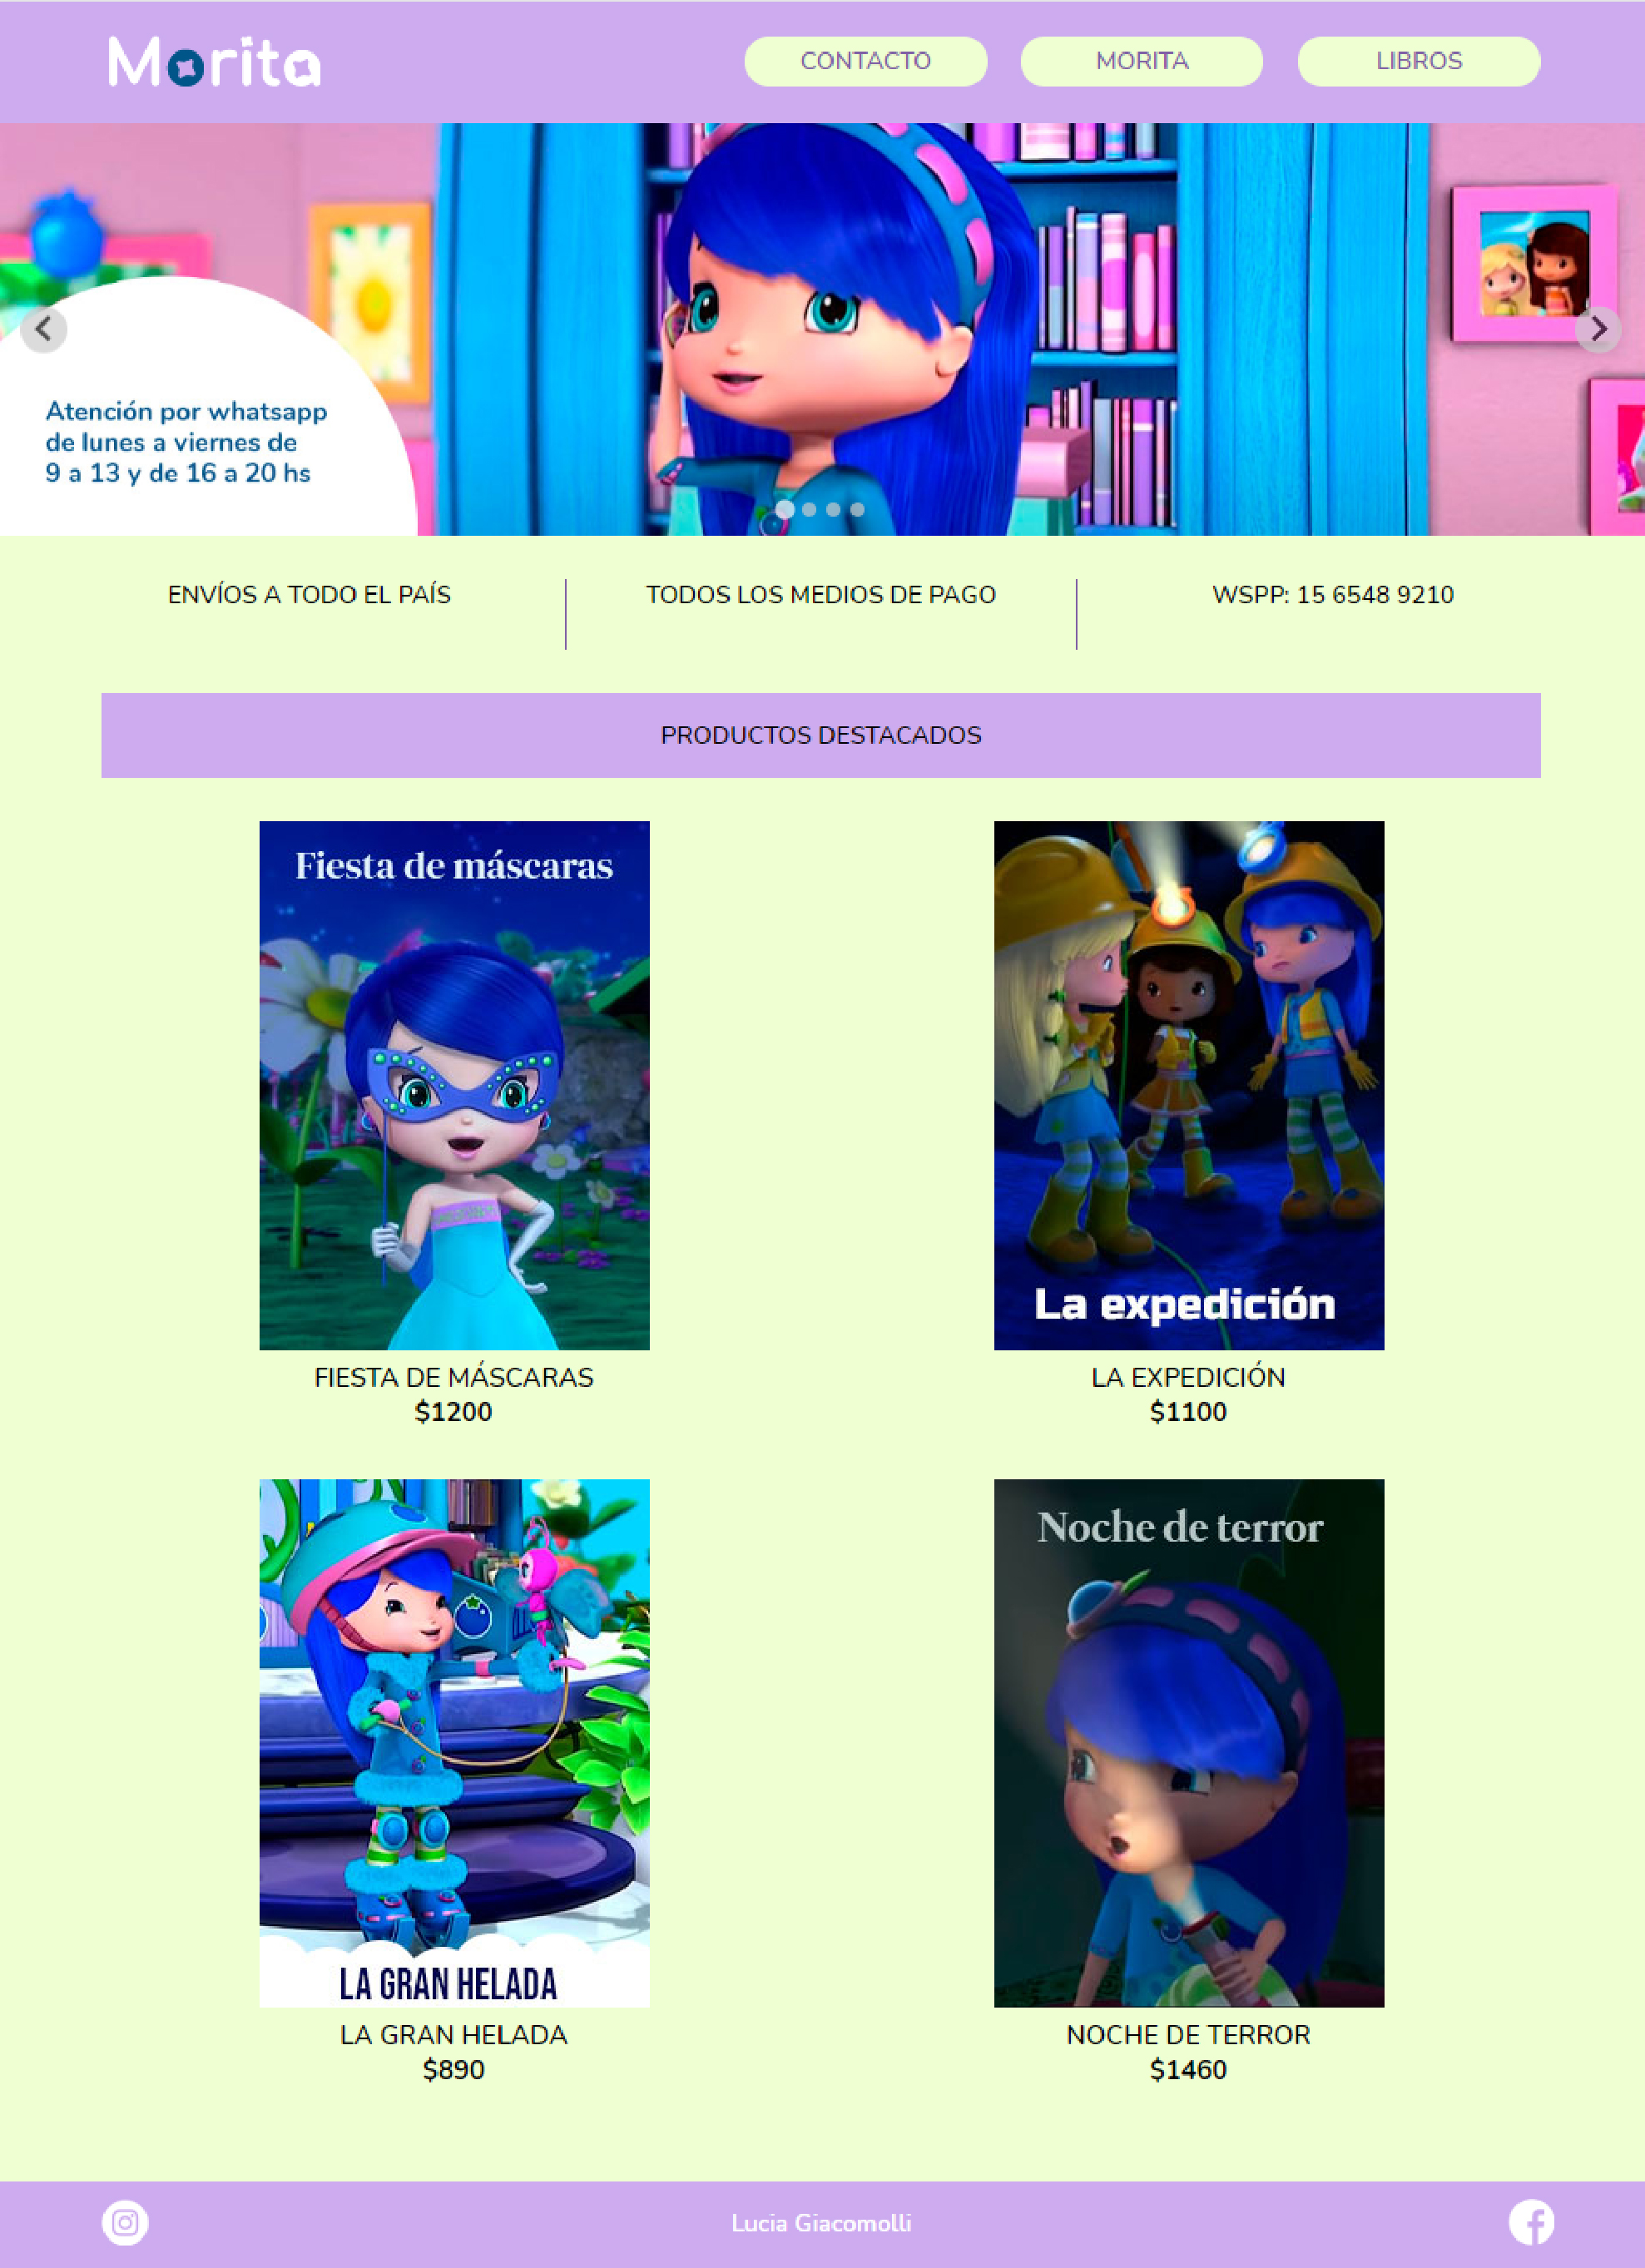 Morita
CONTACTO
MORITA
LIBROS
Atención por whatsapp
de lunes a viernes de
9 a 13 y de 16 a 20 hs
ENVÍOS A TODO EL PAÍS
TODOS LOS MEDIOS DE PAGO
WSPP: 15 6548 9210
PRODUCTOS DESTACADOS
Fiesta de máscaras
La expedición
FIESTA DE MÁSCARAS
$1200
LA EXPEDICIÓN
$1100
LA GRAN HELADA
Noche de terror
LA GRAN HELADA
$890
NOCHE DE TERROR
$1460
Lucia Giacomolli